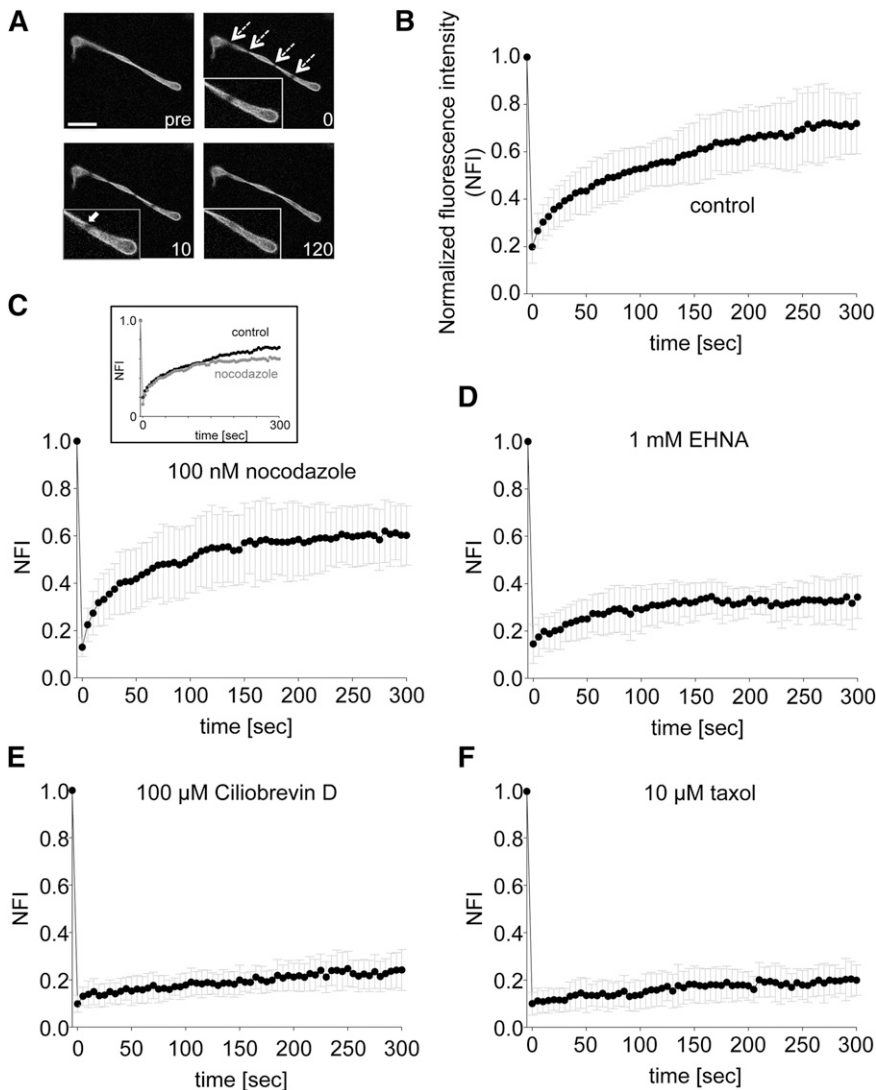 A
pre
0
10
120
B
Normalized fluorescence intensity
(NFI)
1.0
0.8
0.6
0.4
0.2
0.0
control
0 50 100 150 200 250 300
time [sec]
C
1.0
NFI
0
control
nocodazole
0 300
time [sec]
100 nM nocodazole
NFI
1.0
0.8
0.6
0.4
0.2
0.0
0 50 100 150 200 250 300
time [sec]
D
1 mM EHNA
NFI
1.0
0.8
0.6
0.4
0.2
0.0
0 50 100 150 200 250 300
time [sec]
E
100 µM Ciliobrevin D
NFI
1.0
0.8
0.6
0.4
0.2
0.0
0 50 100 150 200 250 300
time [sec]
F
10 µM taxol
NFI
1.0
0.8
0.6
0.4
0.2
0.0
0 50 100 150 200 250 300
time [sec]